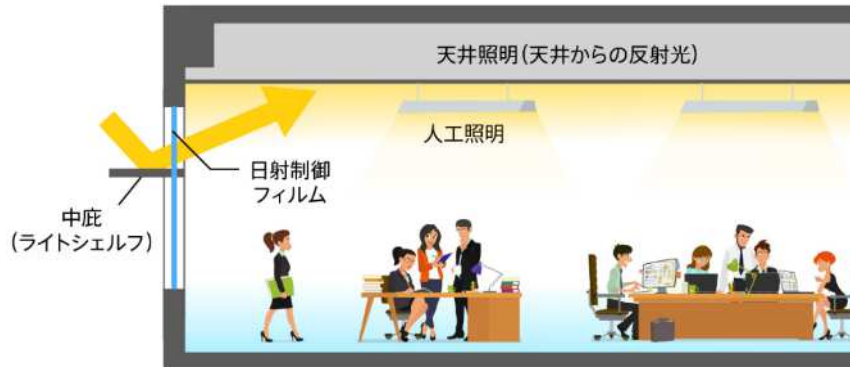 天井照明(天井からの反射光)
人工照明
日射制御
フィルム
中庇
(ライトシェルフ)